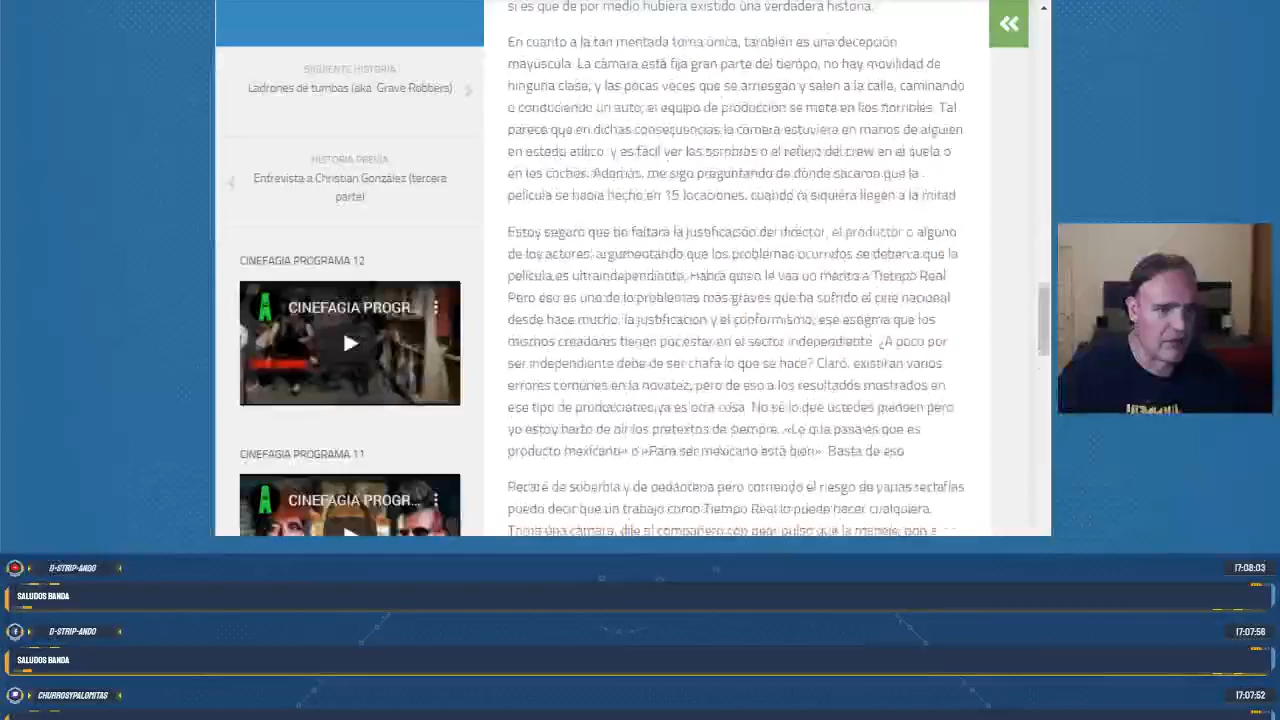 si es que de por medio hubiera existido una verdadera historia.
SIGUIENTE HISTORIA
Ladrones de tumbas (aka Grave Robbers)
HISTORIA PREVIA
Entrevista a Christian González (tercera
parte)
CINEFAGIA PROGRAMA 12
CINEFAGIA PROGR...
CINEFAGIA PROGRAMA 11
CINEFAGIA PROGR...
En cuanto a la tan mentada toma única, también es una decepción
mayúscula. La cámara está fija gran parte del tiempo, no hay movilidad de
ninguna clase, y las pocas veces que se arriesgan y salen a la calle, caminando
o conduciendo un auto, el equipo de producción se mete en líos horribles. Tal
parece que en dichas consecuencias la cámara estuviera en manos de alguien
en estado etílico y es fácil ver las sombras o el reflejo del crew en el suelo o
en los coches. Además, me sigo preguntando de dónde sacaron que la
película se había hecho en 15 locaciones, cuando ni siquiera llegan a la mitad
Estoy seguro que no faltará la justificación del director, el productor o alguno
de los actores, argumentando que los problemas ocurridos se deban a que la
película es ultraindependiente. Habrá quien le vea un mérito a Tiempo Real
Pero eso es uno de lo problemas más graves que ha sufrido el cine nacional
desde hace mucho, la justificación y el conformismo, ese estigma que los
mismos creadores tienen por estar en el sector independiente ¿A poco por
ser independiente debe de ser chafa lo que se hace? Claro, existirán varios
errores comunes en la novatez, pero de eso a los resultados mostrados en
ese tipo de producciones ya es otra cosa No sé lo que ustedes piensen pero
yo estoy harto de oír los pretextos de siempre. «Lo que pasa es que es
producto mexicano» o «Para ser mexicano está bien» Basta de eso
Pecaré de soberbia y de pedantería pero corriendo el riesgo de varias
puedo decir que un trabajo como Tiempo Real lo puede hacer cualquiera.
Toma una cámara, dile al compañero con peor pulso que la maneje, pon a
D-STRIP-ANDO
17:08:03
SALUDOS BANDA
D-STRIP-ANDO
17:07:56
SALUDOS BANDA
CHURROSYPALOMITAS
17:07:52